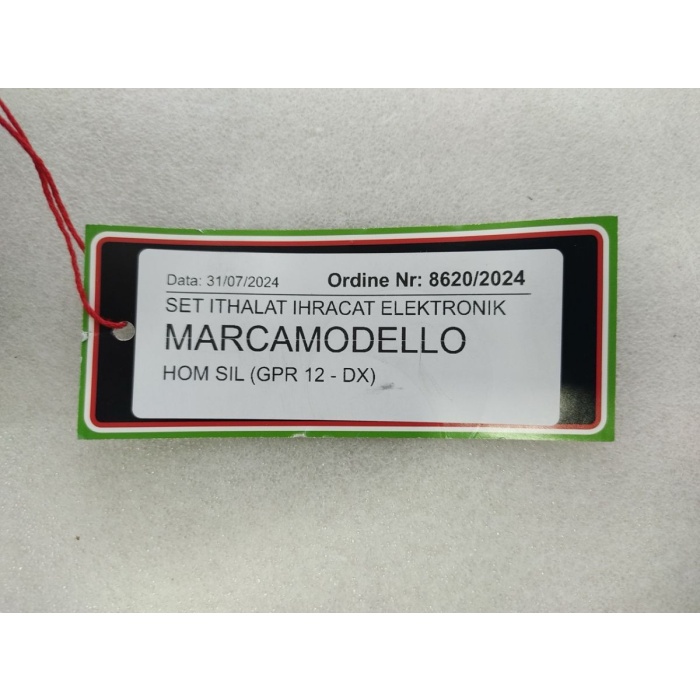 Data: 31/07/2024 Ordine Nr: 8620/2024
SET ITHALAT IHRACAT ELEKTRONIK
MARCAMODELLO
HOM SIL (GPR 12 - DX)